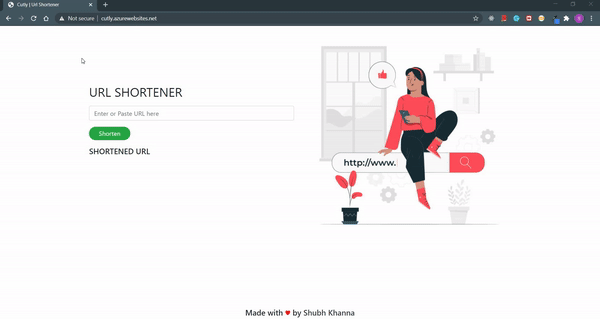 Cutly | Url Shortener
Not secure | cutly.azurewebsites.net
URL SHORTENER
Enter or Paste URL here
Shorten
SHORTENED URL
http://www.
Made with ❤ by Shubh Khanna